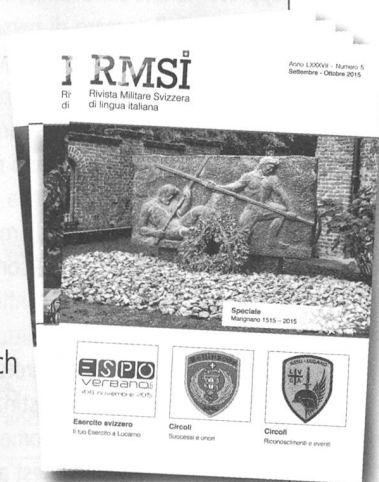 RMSi
Rivista Militare Svizzera
di lingua italiana
Anno LXXXVII - Numero 5
Settembre - Ottobre 2015
Speciale
Marignano 1515 – 2015
ESPO
verbano
Esercito svizzero
Il tuo Esercito a Locarno
Circoli
Successi e onori
Circoli
Riconoscimenti e eventi
ch